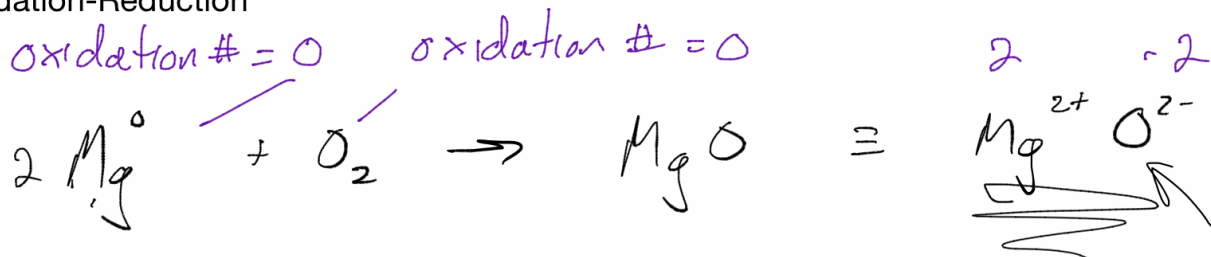 dation-Reduction
oxidation # = 0 oxidation # = 0 2 -2
2 Mg⁰ + O₂ → MgO ≡ Mg²⁺ O²⁻